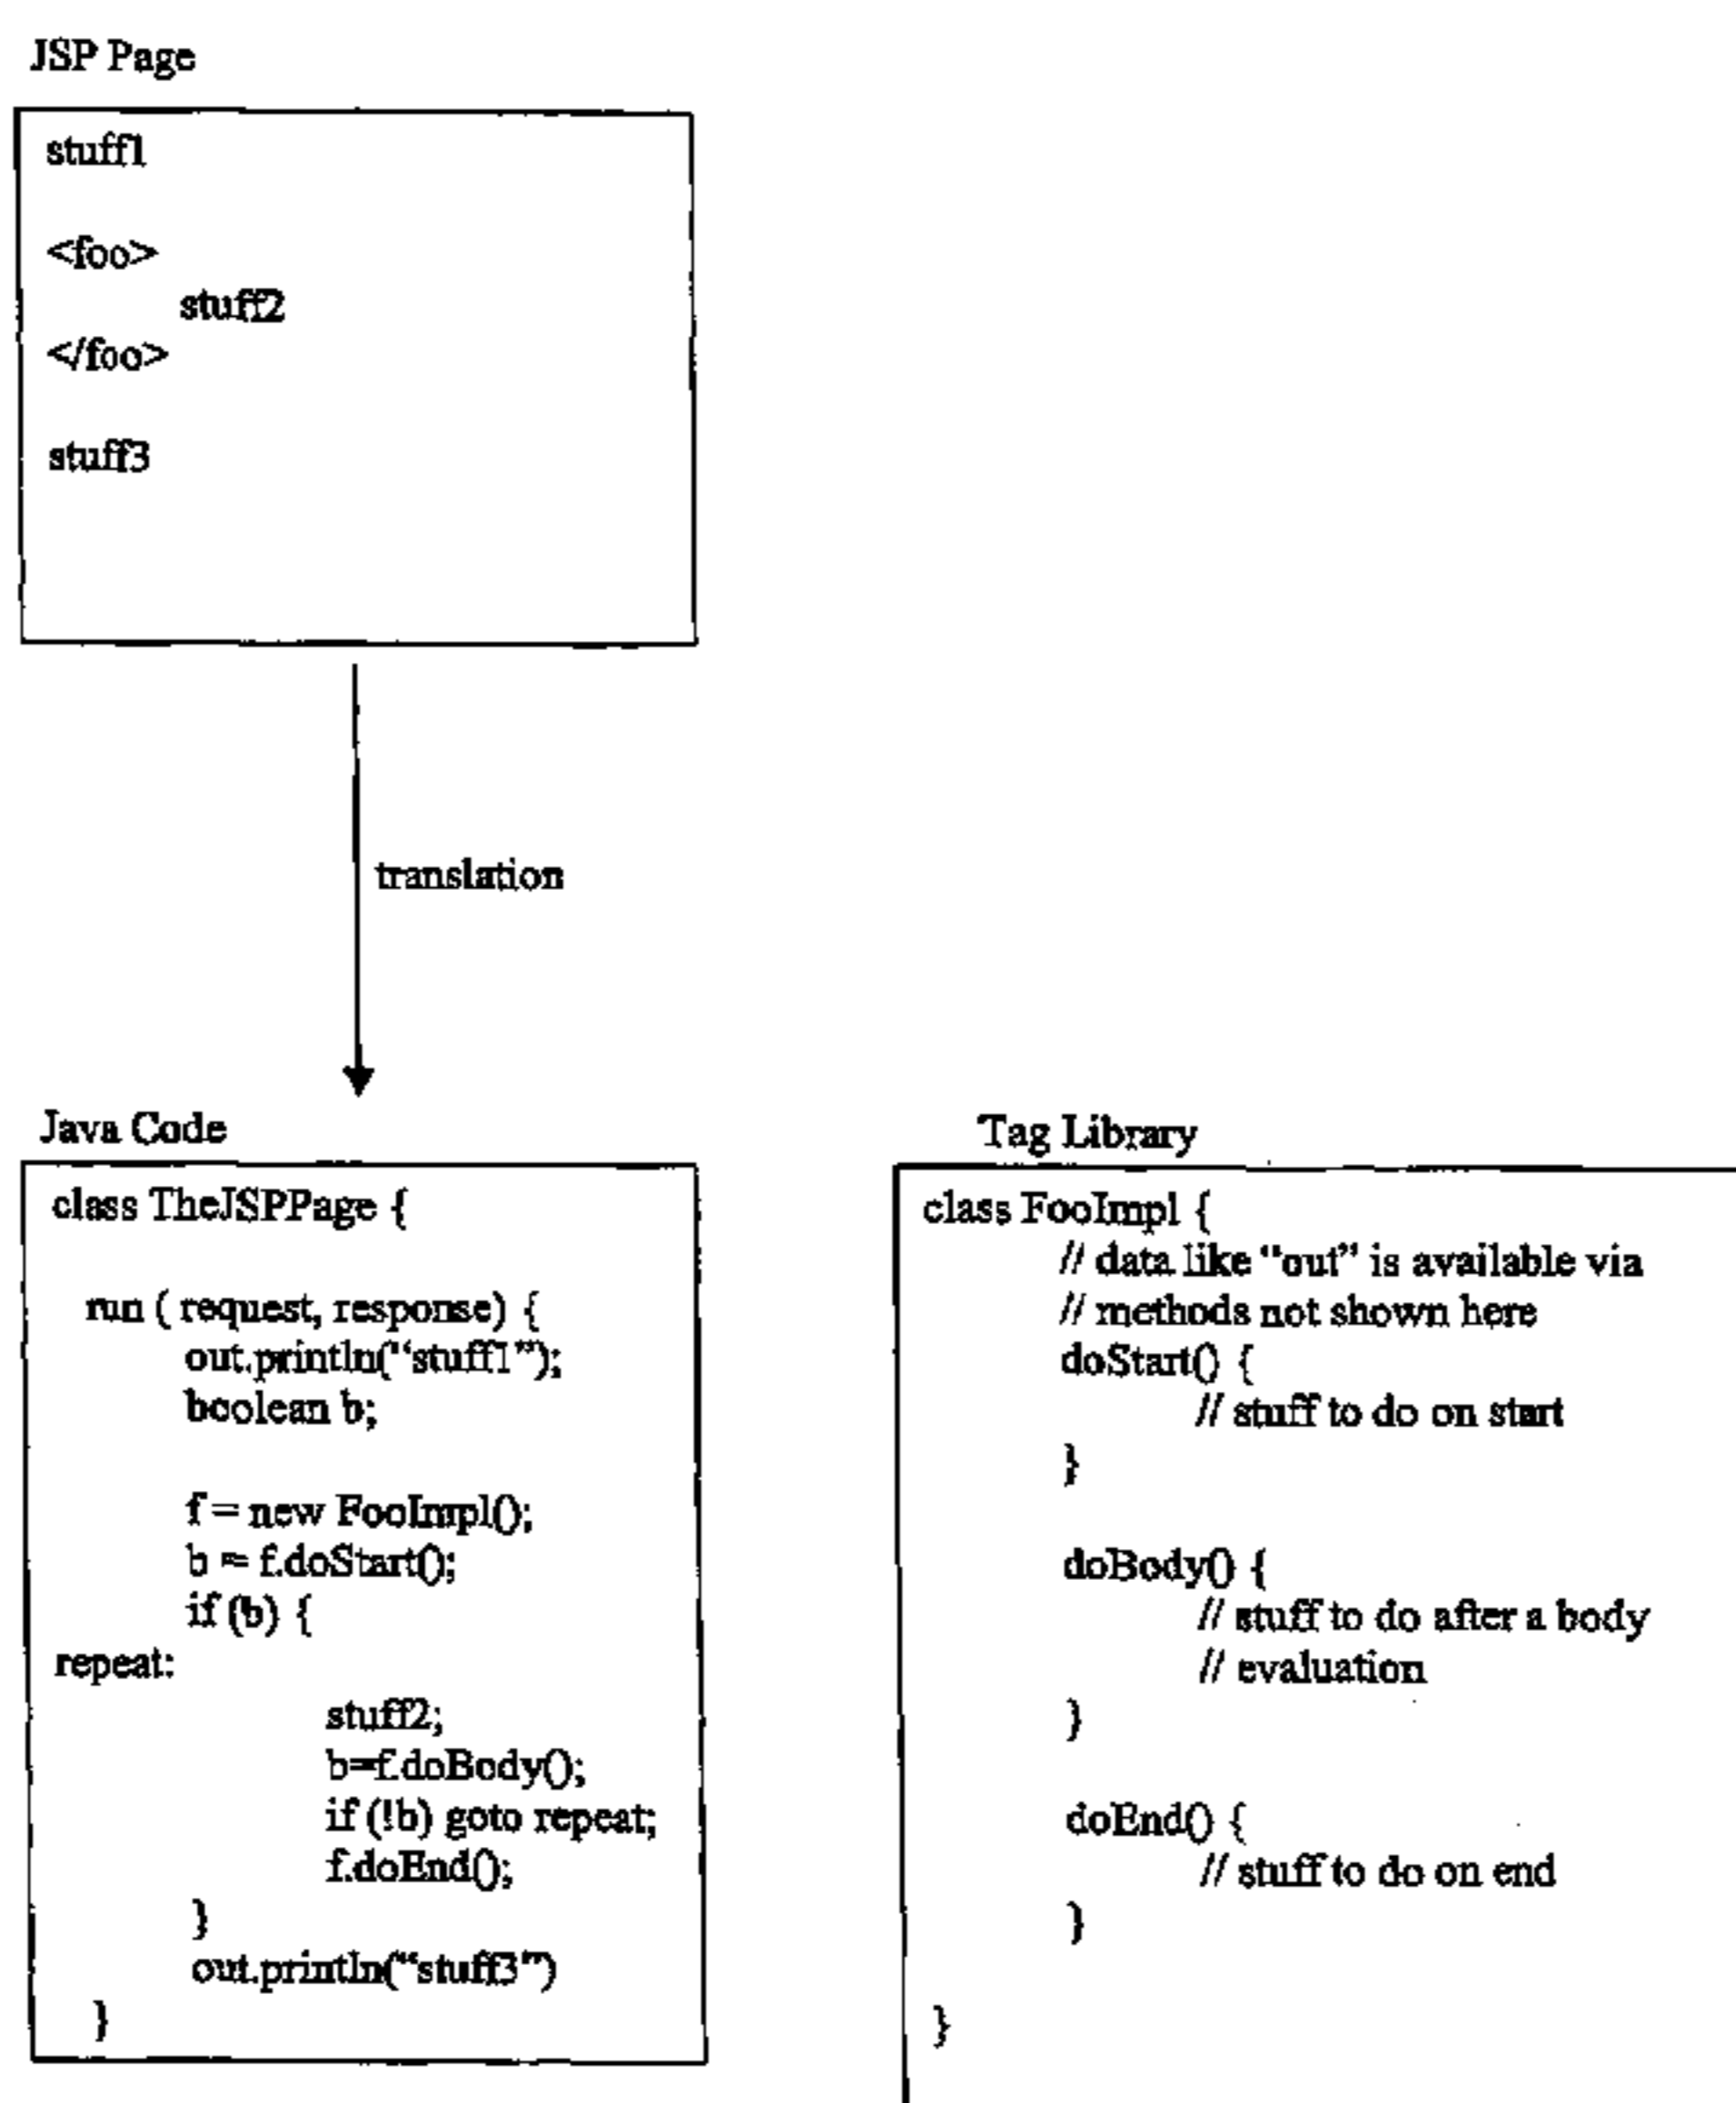 JSP Page
stuff1
<foo>
stuff2
</foo>
stuff3
translation
Java Code
class TheJSPPage {
run ( request, response) {
out.println("stuff1");
boolean b;
f = new FooImpl();
b = f.doStart();
if (b) {
repeat:
stuff2;
b=f.doBody();
if (!b) goto repeat;
f.doEnd();
}
out.println("stuff3")
}
Tag Library
class FooImpl {
// data like "out" is available via
// methods not shown here
doStart() {
// stuff to do on start
}
doBody() {
// stuff to do after a body
// evaluation
}
doEnd() {
// stuff to do on end
}
}